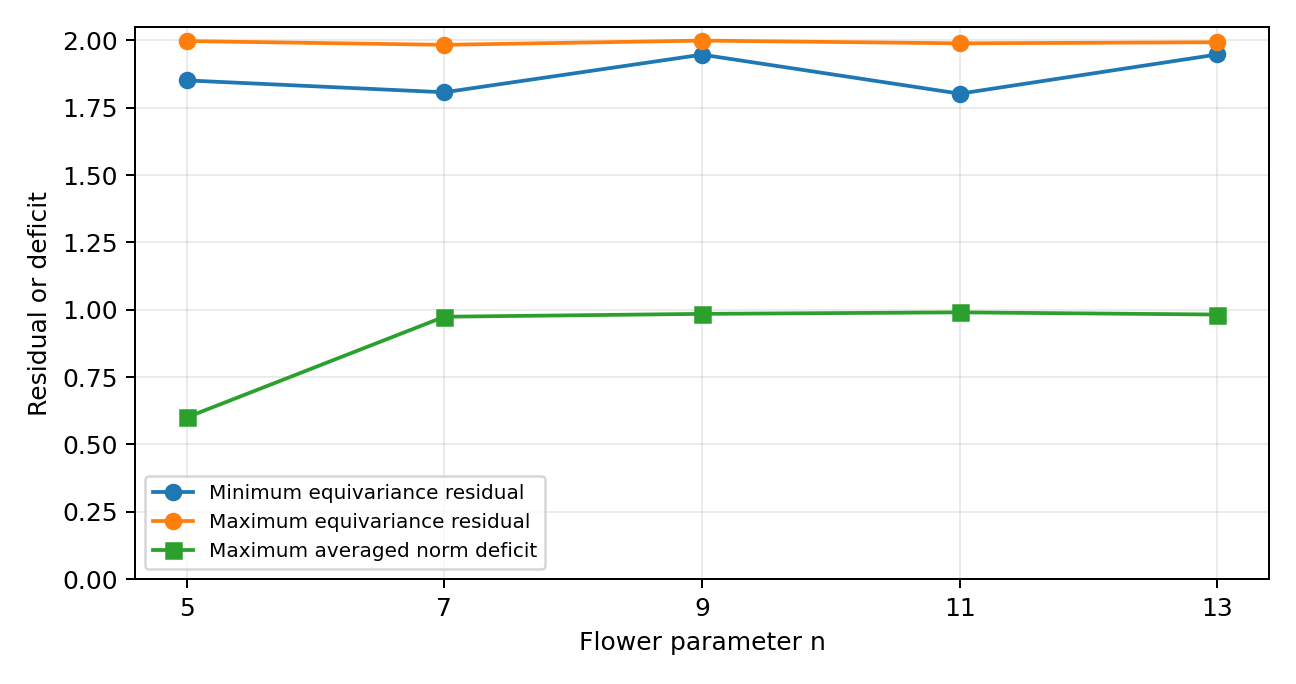 2.00
1.75
1.50
1.25
1.00
0.75
0.50
0.25
0.00
Residual or deficit
Minimum equivariance residual
Maximum equivariance residual
Maximum averaged norm deficit
5 7 9 11 13
Flower parameter n